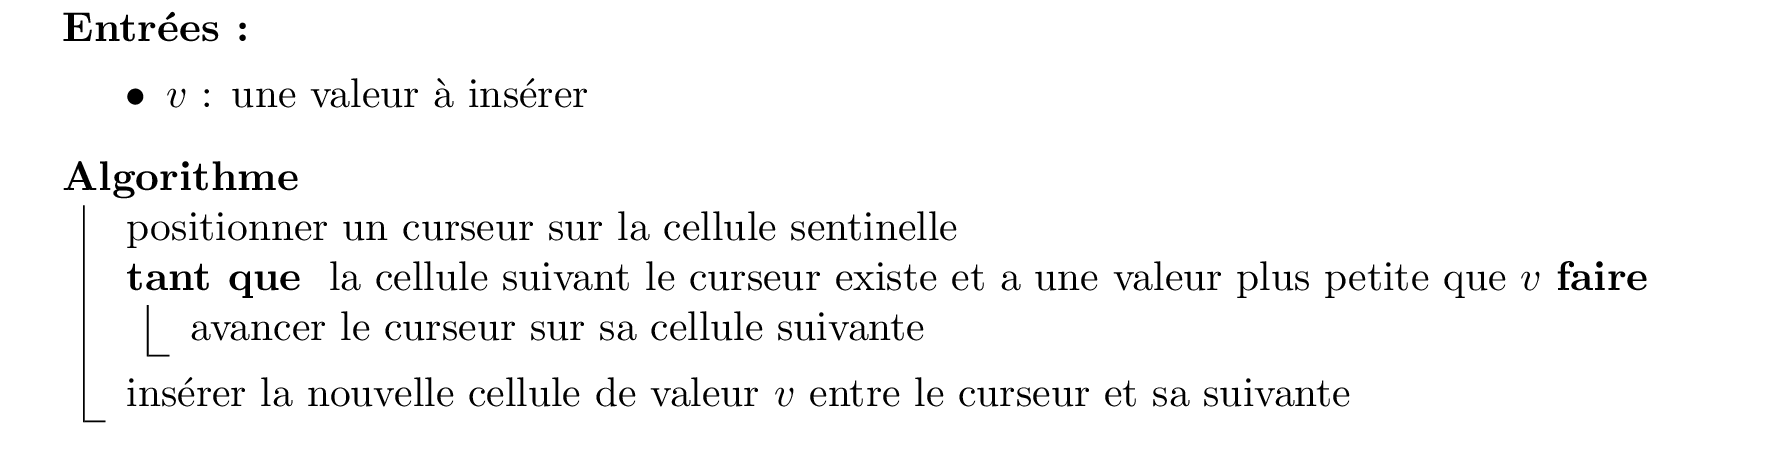 Entrées :
• v : une valeur à insérer
Algorithme
positionner un curseur sur la cellule sentinelle
tant que la cellule suivant le curseur existe et a une valeur plus petite que v faire
avancer le curseur sur sa cellule suivante
insérer la nouvelle cellule de valeur v entre le curseur et sa suivante